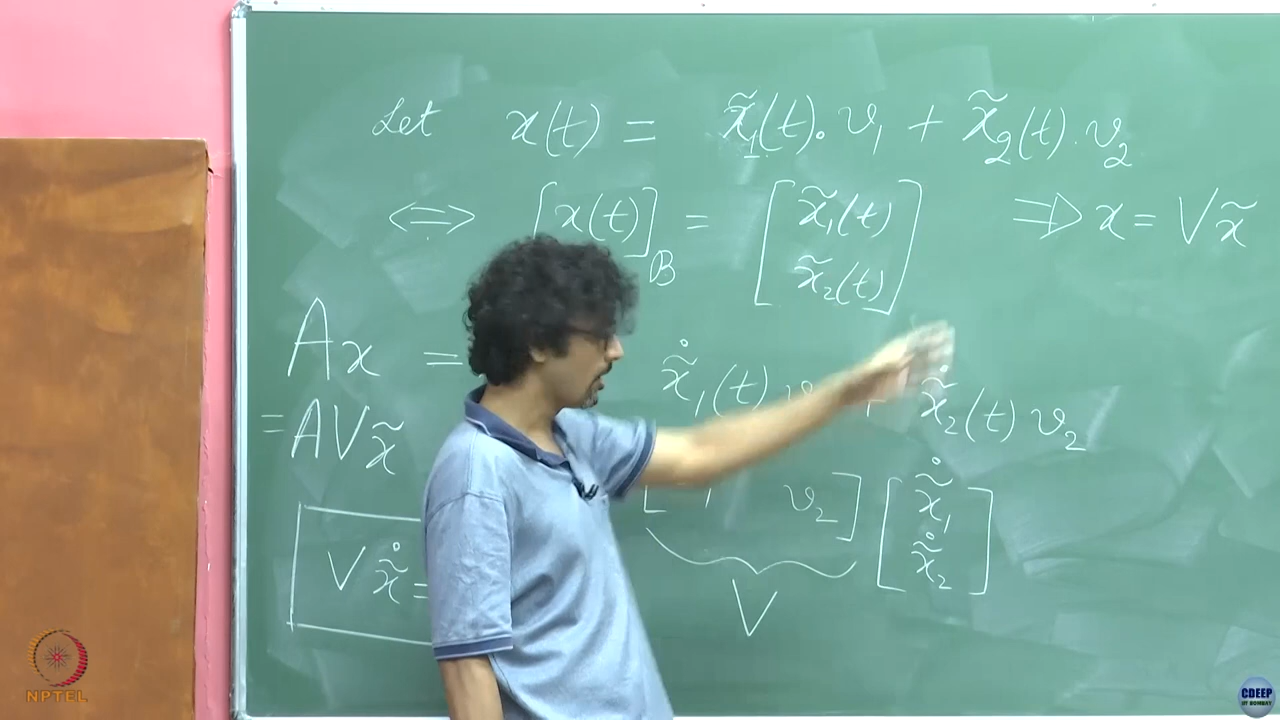 Let x(t) = x̃₁(t). v₁ + x̃₂(t). v₂
⟺ [x(t)]_B = [x̃₁(t) x̃₂(t)] ⟹ x = Vx̃
Ax = x̃̇₁(t) x̃̇₂(t) v₂
= AVx̃
v₂] [x̃̇₁ x̃̇₂]
Vx̃̇ =
V
NPTEL
CDEEP
IIT BOMBAY